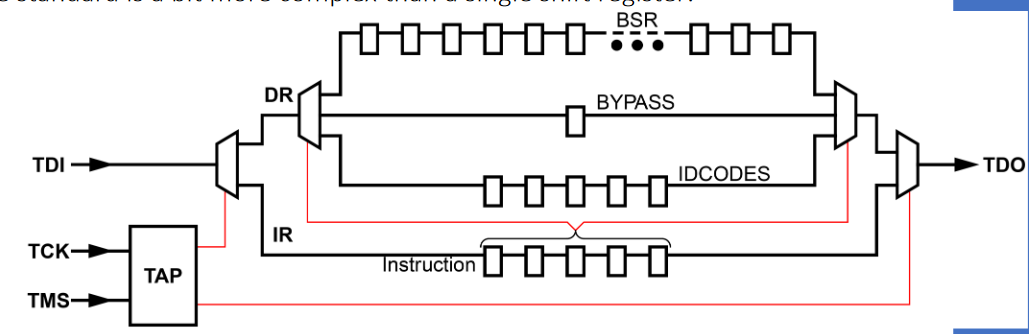 standard is a bit more complex than a single shift register.
BSR
DR
BYPASS
TDI
TDO
IDCODES
IR
TCK
Instruction
TAP
TMS